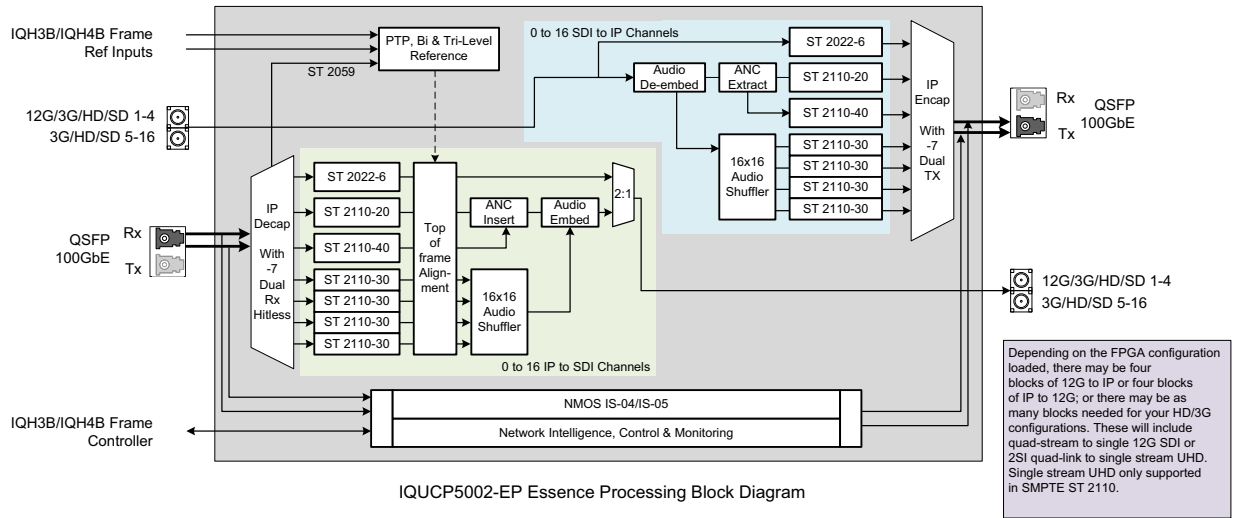 IQH3B/IQH4B Frame
Ref Inputs
PTP, Bi & Tri-Level
Reference
ST 2059
0 to 16 SDI to IP Channels
Audio
De-embed
ANC
Extract
ST 2022-6
ST 2110-20
ST 2110-40
16x16
Audio
Shuffler
ST 2110-30
ST 2110-30
ST 2110-30
ST 2110-30
IP
Encap
With
-7
Dual
TX
Rx
Tx
QSFP
100GbE
12G/3G/HD/SD 1-4
3G/HD/SD 5-16
QSFP
100GbE
Rx
Tx
IP
Decap
With
-7
Dual
Rx
Hitless
ST 2022-6
ST 2110-20
ST 2110-40
ST 2110-30
ST 2110-30
ST 2110-30
ST 2110-30
Top
of
frame
Align-
ment
ANC
Insert
Audio
Embed
2:1
16x16
Audio
Shuffler
0 to 16 IP to SDI Channels
12G/3G/HD/SD 1-4
3G/HD/SD 5-16
IQH3B/IQH4B Frame
Controller
NMOS IS-04/IS-05
Network Intelligence, Control & Monitoring
Depending on the FPGA configuration
loaded, there may be four
blocks of 12G to IP or four blocks
of IP to 12G; or there may be as
many blocks needed for your HD/3G
configurations. These will include
quad-stream to single 12G SDI or
2SI quad-link to single stream UHD.
Single stream UHD only supported
in SMPTE ST 2110.
IQUCP5002-EP Essence Processing Block Diagram